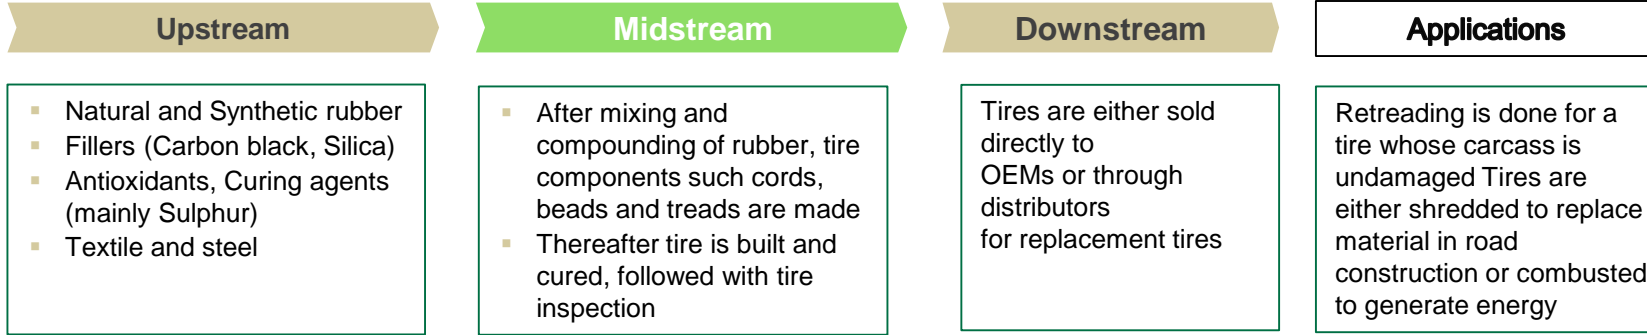 Upstream
Midstream
Downstream
Applications
▪ Natural and Synthetic rubber
▪ Fillers (Carbon black, Silica)
▪ Antioxidants, Curing agents
(mainly Sulphur)
▪ Textile and steel
▪ After mixing and
compounding of rubber, tire
components such cords,
beads and treads are made
▪ Thereafter tire is built and
cured, followed with tire
inspection
Tires are either sold
directly to
OEMs or through
distributors
for replacement tires
Retreading is done for a
tire whose carcass is
undamaged Tires are
either shredded to replace
material in road
construction or combusted
to generate energy